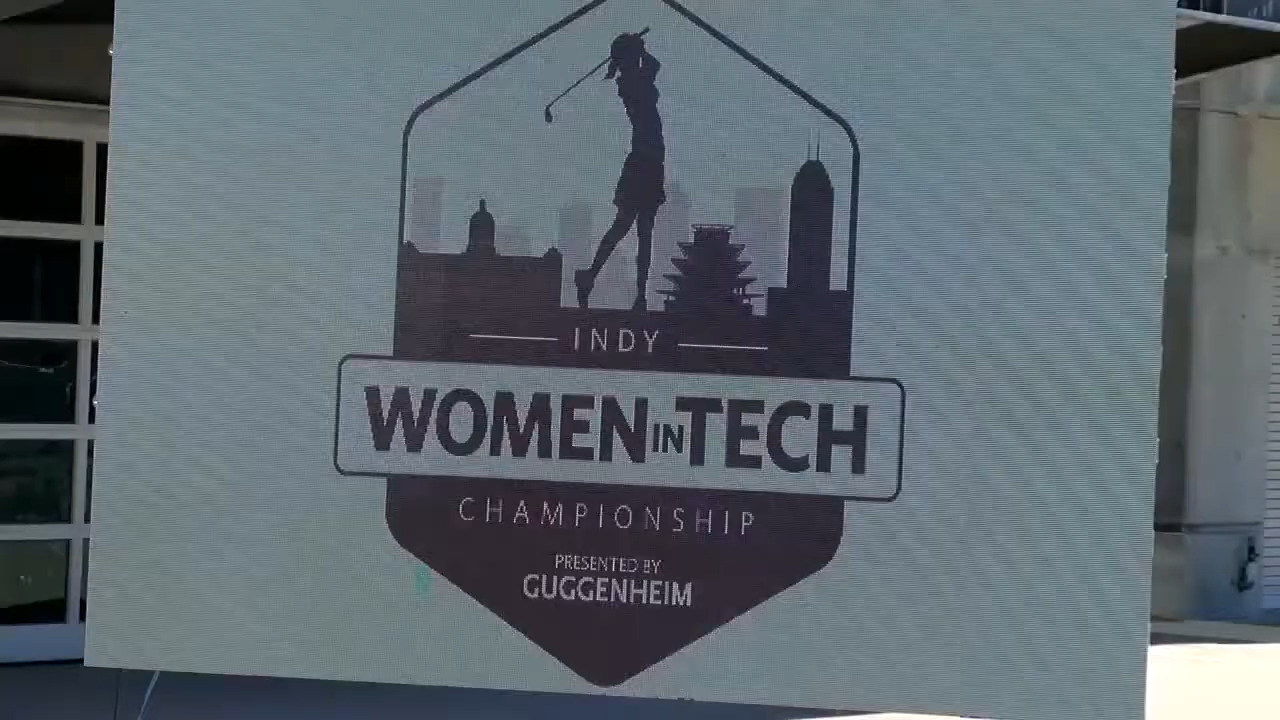 INDY
WOMEN IN TECH
CHAMPIONSHIP
PRESENTED BY
GUGGENHEIM